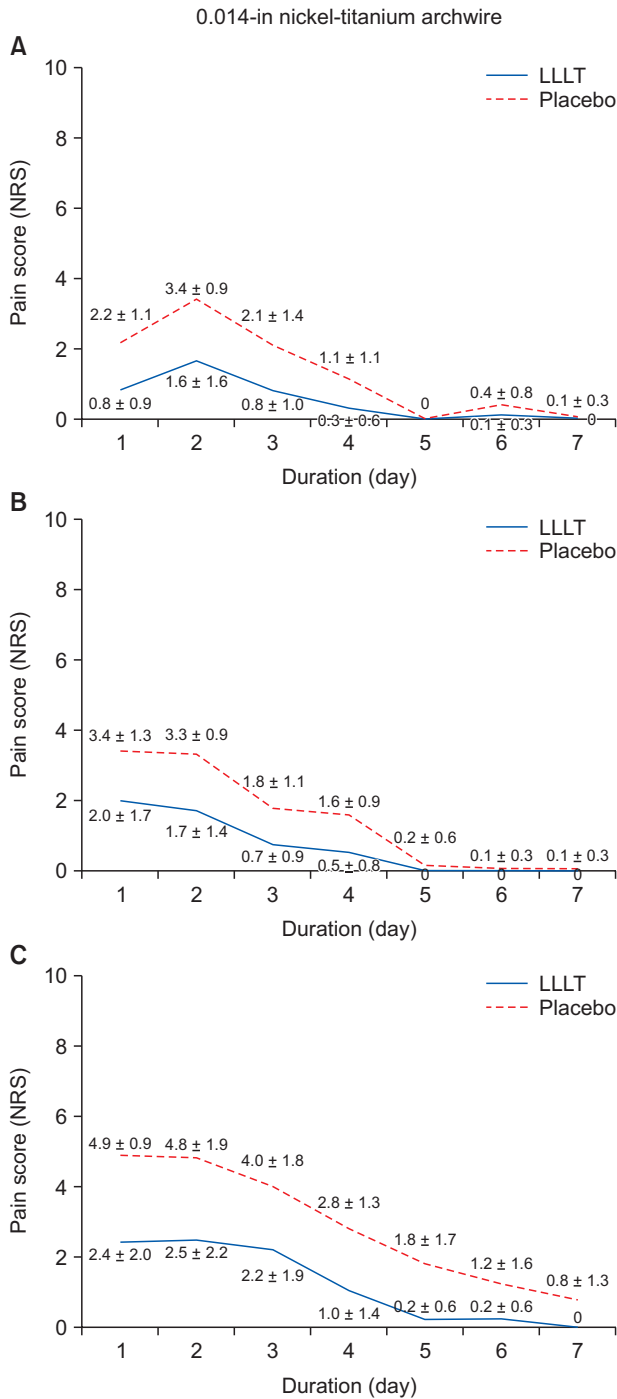 0.014-in nickel-titanium archwire
A
10
8
6
4
2
0
Pain score (NRS)
LLLT
Placebo
2.2 ± 1.1
3.4 ± 0.9
2.1 ± 1.4
1.1 ± 1.1
0
0.4 ± 0.8
0.1 ± 0.3
0.8 ± 0.9
1.6 ± 1.6
0.8 ± 1.0
0.3 ± 0.6
0.1 ± 0.3
0
1 2 3 4 5 6 7
Duration (day)
B
10
8
6
4
2
0
Pain score (NRS)
LLLT
Placebo
3.4 ± 1.3
3.3 ± 0.9
1.8 ± 1.1
1.6 ± 0.9
0.2 ± 0.6
0.1 ± 0.3
0.1 ± 0.3
2.0 ± 1.7
1.7 ± 1.4
0.7 ± 0.9
0.5 ± 0.8
0
0
0
1 2 3 4 5 6 7
Duration (day)
C
10
8
6
4
2
0
Pain score (NRS)
LLLT
Placebo
4.9 ± 0.9
4.8 ± 1.9
4.0 ± 1.8
2.8 ± 1.3
1.8 ± 1.7
1.2 ± 1.6
0.8 ± 1.3
2.4 ± 2.0
2.5 ± 2.2
2.2 ± 1.9
1.0 ± 1.4
0.2 ± 0.6
0.2 ± 0.6
0
1 2 3 4 5 6 7
Duration (day)